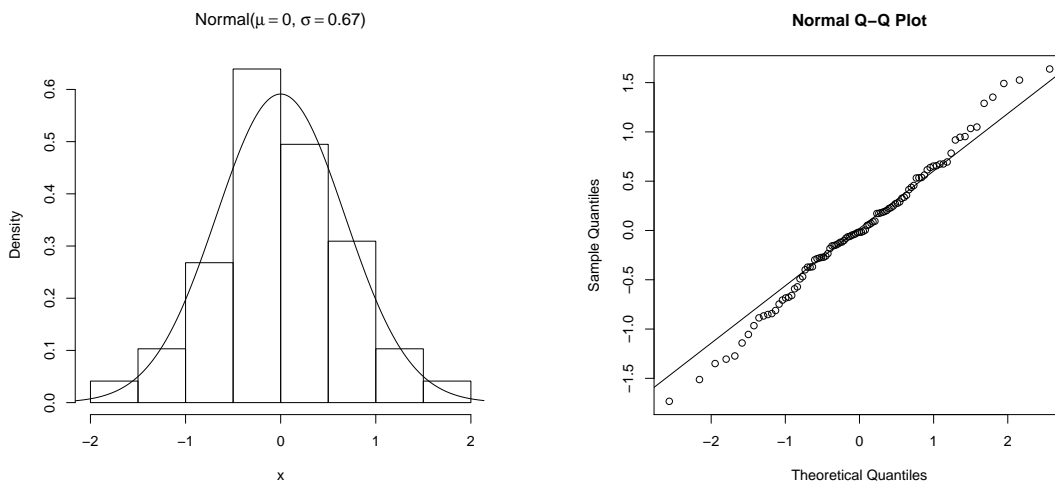 Normal(μ = 0, σ = 0.67)
Density
0.0 0.1 0.2 0.3 0.4 0.5 0.6
−2 −1 0 1 2
x
Normal Q−Q Plot
Sample Quantiles
−1.5 −1.0 −0.5 0.0 0.5 1.0 1.5
−2 −1 0 1 2
Theoretical Quantiles